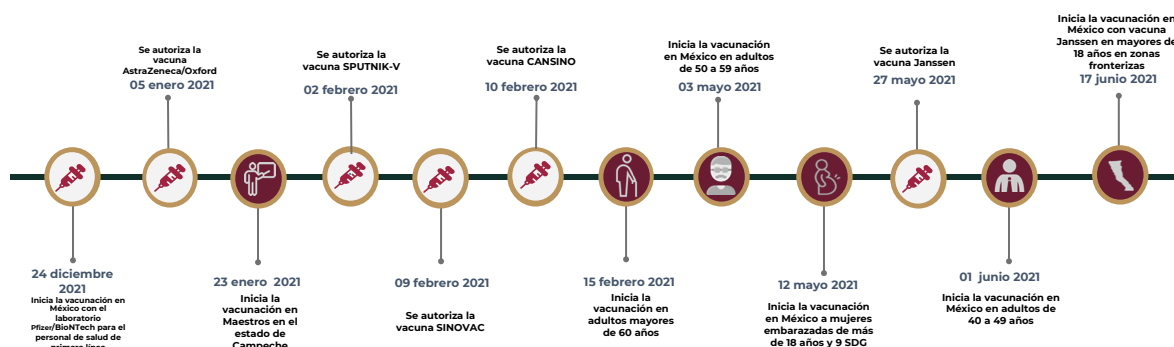 24 diciembre
2021
Inicia la vacunación en
México con el
laboratorio
Pfizer/BioNTech para el
personal de salud de
primera línea
Se autoriza la
vacuna
AstraZeneca/Oxford
05 enero 2021
23 enero 2021
Inicia la
vacunación en
Maestros en el
estado de
Campeche
Se autoriza la
vacuna SPUTNIK-V
02 febrero 2021
09 febrero 2021
Se autoriza la
vacuna SINOVAC
Se autoriza la
vacuna CANSINO
10 febrero 2021
15 febrero 2021
Inicia la
vacunación en
adultos mayores
de 60 años
Inicia la vacunación
en México en adultos
de 50 a 59 años
03 mayo 2021
12 mayo 2021
Inicia la vacunación
en México a mujeres
embarazadas de más
de 18 años y 9 SDG
Se autoriza la
vacuna Janssen
27 mayo 2021
01 junio 2021
Inicia la vacunación en
México en adultos de
40 a 49 años
Inicia la vacunación en
México con vacuna
Janssen en mayores de
18 años en zonas
fronterizas
17 junio 2021